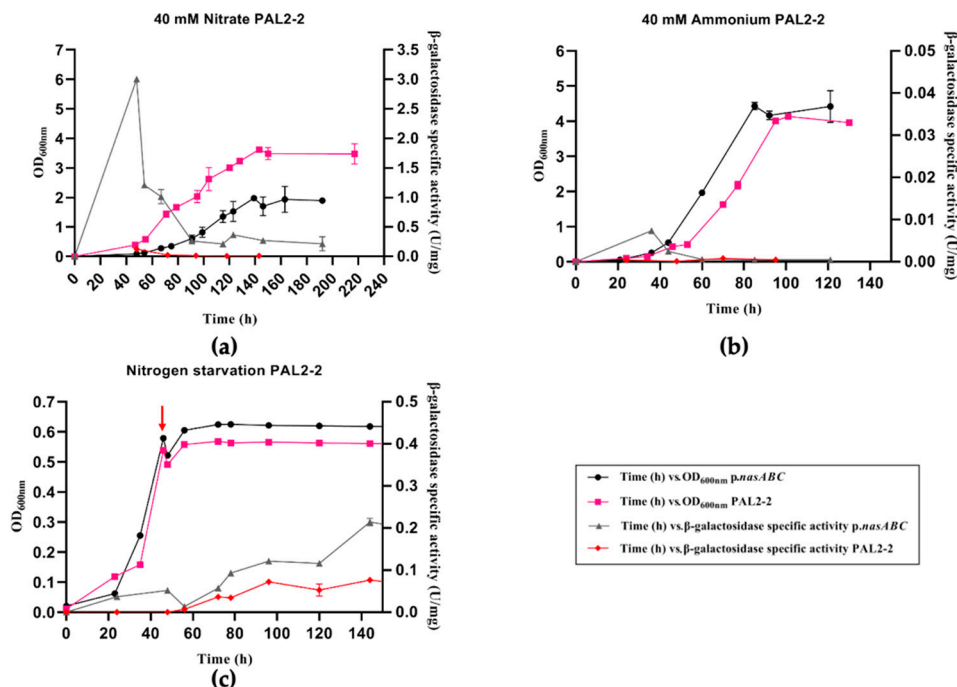 40 mM Nitrate PAL2-2
7
6
5
4
3
2
1
0
OD600nm
3.5
3.0
2.5
2.0
1.5
1.0
0.5
0.0
β-galactosidase specific activity (U/mg)
0 20 40 60 80 100 120 140 160 180 200 220 240
Time (h)
(a)
40 mM Ammonium PAL2-2
6
5
4
3
2
1
0
OD600nm
0.05
0.04
0.03
0.02
0.01
0.00
β-galactosidase specific activity (U/mg)
0 20 40 60 80 100 120 140
Time (h)
(b)
Nitrogen starvation PAL2-2
0.7
0.6
0.5
0.4
0.3
0.2
0.1
0.0
OD600nm
0.5
0.4
0.3
0.2
0.1
0.0
β-galactosidase specific activity (U/mg)
0 20 40 60 80 100 120 140
Time (h)
(c)
Time (h) vs.OD600nm p.nasABC
Time (h) vs.OD600nm PAL2-2
Time (h) vs.β-galactosidase specific activity p.nasABC
Time (h) vs.β-galactosidase specific activity PAL2-2